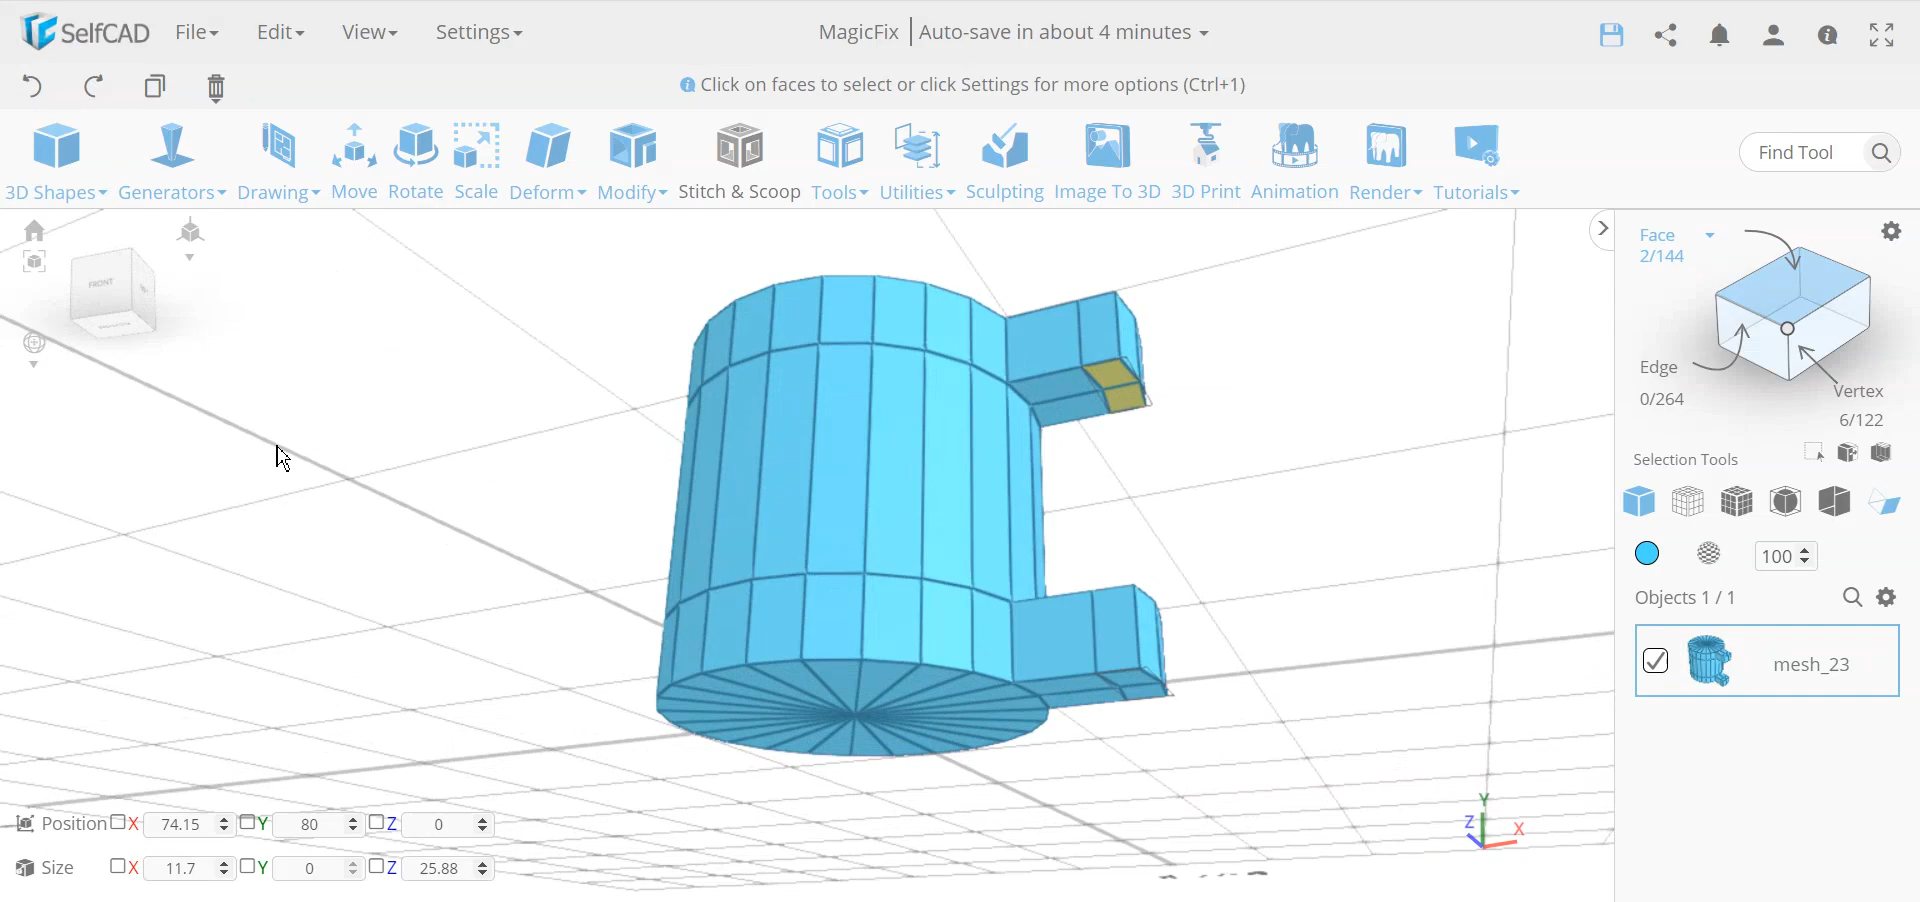 SelfCAD File Edit View Settings MagicFix Auto-save in about 4 minutes
Click on faces to select or click Settings for more options (Ctrl+1)
3D Shapes Generators Drawing Move Rotate Scale Deform Modify Stitch & Scoop Tools Utilities Sculpting Image To 3D 3D Print Animation Render Tutorials
Find Tool
FRONT
Face
2/144
Edge
0/264
Vertex
6/122
Selection Tools
100
Objects 1 / 1
mesh_23
Y
Z X
Position X 74.15 Y 80 Z 0
Size X 11.7 Y 0 Z 25.88